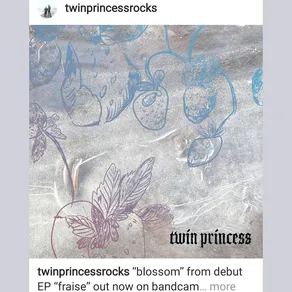 twinprincessrocks
twin princess
twinprincessrocks “blossom” from debut
EP “fraise” out now on bandcam... more